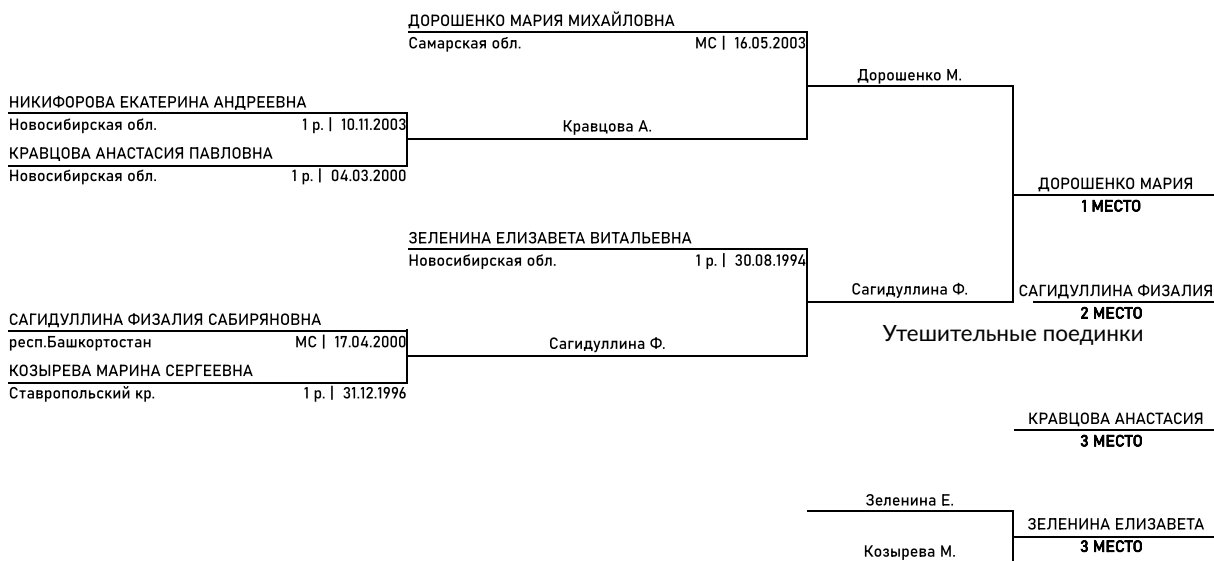 ДОРОШЕНКО МАРИЯ МИХАЙЛОВНА
Самарская обл. МС | 16.05.2003
Дорошенко М.
НИКИФОРОВА ЕКАТЕРИНА АНДРЕЕВНА
Новосибирская обл. 1 р. | 10.11.2003
Кравцова А.
КРАВЦОВА АНАСТАСИЯ ПАВЛОВНА
Новосибирская обл. 1 р. | 04.03.2000
ДОРОШЕНКО МАРИЯ
1 МЕСТО
ЗЕЛЕНИНА ЕЛИЗАВЕТА ВИТАЛЬЕВНА
Новосибирская обл. 1 р. | 30.08.1994
Сагидуллина Ф.
САГИДУЛЛИНА ФИЗАЛИЯ
2 МЕСТО
САГИДУЛЛИНА ФИЗАЛИЯ САБИРЯНОВНА
респ.Башкортостан МС | 17.04.2000
Сагидуллина Ф.
Утешительные поединки
КОЗЫРЕВА МАРИНА СЕРГЕЕВНА
Ставропольский кр. 1 р. | 31.12.1996
КРАВЦОВА АНАСТАСИЯ
3 МЕСТО
Зеленина Е.
ЗЕЛЕНИНА ЕЛИЗАВЕТА
3 МЕСТО
Козырева М.